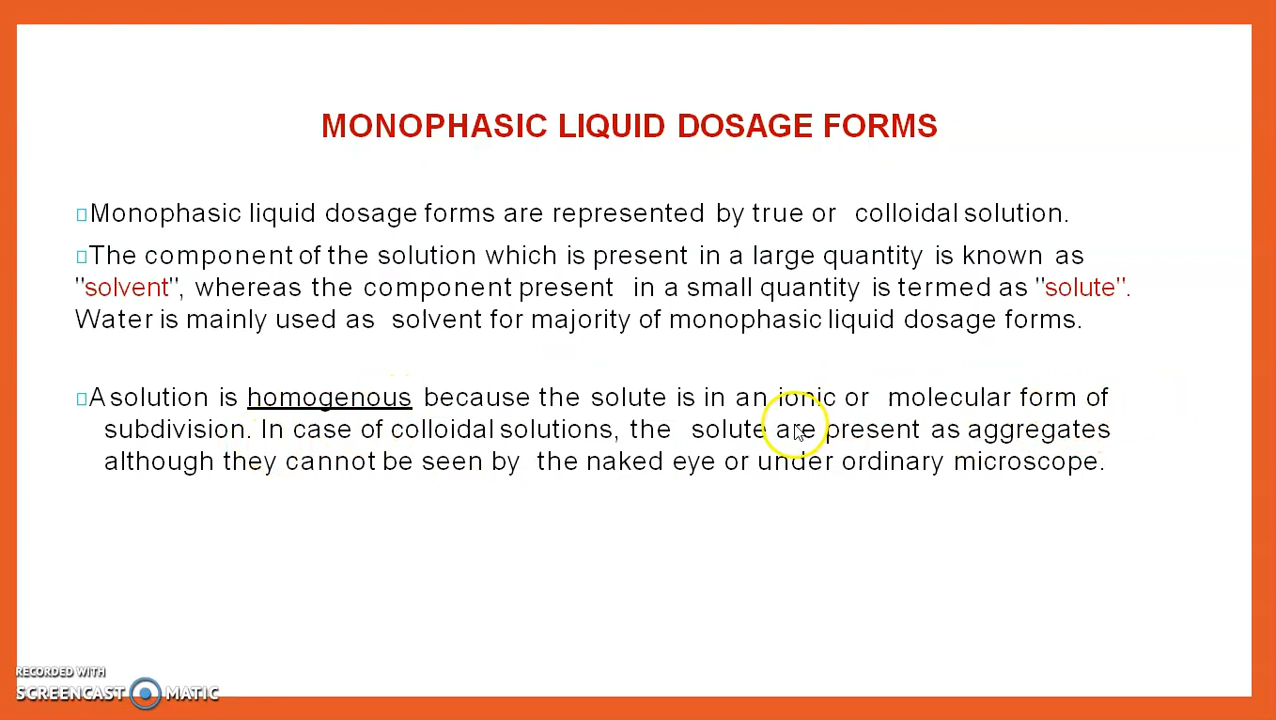 MONOPHASIC LIQUID DOSAGE FORMS
Monophasic liquid dosage forms are represented by true or colloidal solution.
The component of the solution which is present in a large quantity is known as
"solvent", whereas the component present in a small quantity is termed as "solute".
Water is mainly used as solvent for majority of monophasic liquid dosage forms.
A solution is homogenous because the solute is in an ionic or molecular form of
subdivision. In case of colloidal solutions, the solute are present as aggregates
although they cannot be seen by the naked eye or under ordinary microscope.
RECORDED WITH
SCREENCAST MATIC